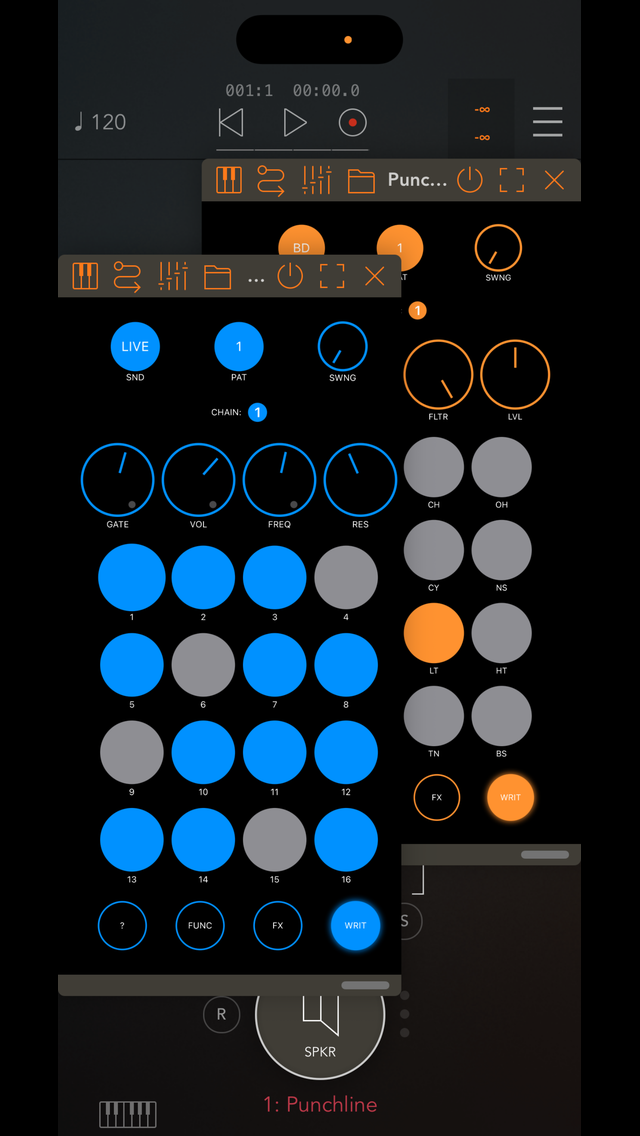 001:1 00:00.0
120
-∞
-∞
Punc...
BD 1
AT SWNG
...
1
LIVE 1
SND PAT SWNG
CHAIN: 1
FLTR LVL
GATE VOL FREQ RES
CH OH
CY NS
LT HT
TN BS
FX WRIT
1 2 3 4
5 6 7 8
9 10 11 12
13 14 15 16
? FUNC FX WRIT
S
R
SPKR
1: Punchline